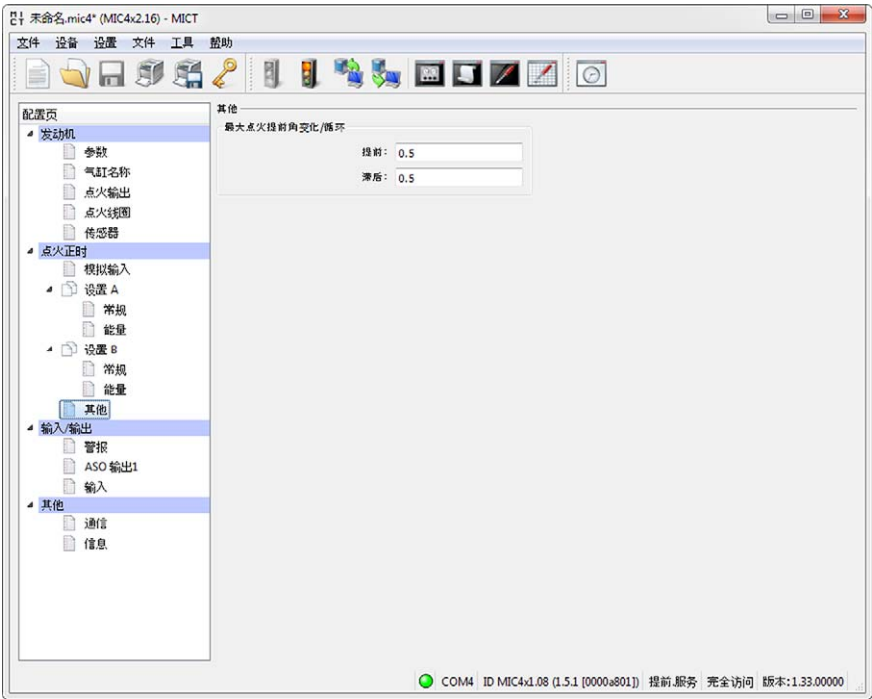 未命名.mic4* (MIC4x2.16) - MICT
文件 设备 设置 文件 工具 帮助
配置页
发动机
参数
气缸名称
点火输出
点火线圈
传感器
点火正时
模拟输入
设置 A
常规
能量
设置 B
常规
能量
其他
输入/输出
警报
ASO 输出1
输入
其他
通信
信息
其他
最大点火提前角变化/循环
提前: 0.5
滞后: 0.5
COM4 ID MIC4x1.08 (1.5.1 [0000a801]) 提前.服务 完全访问 版本:1.33.00000